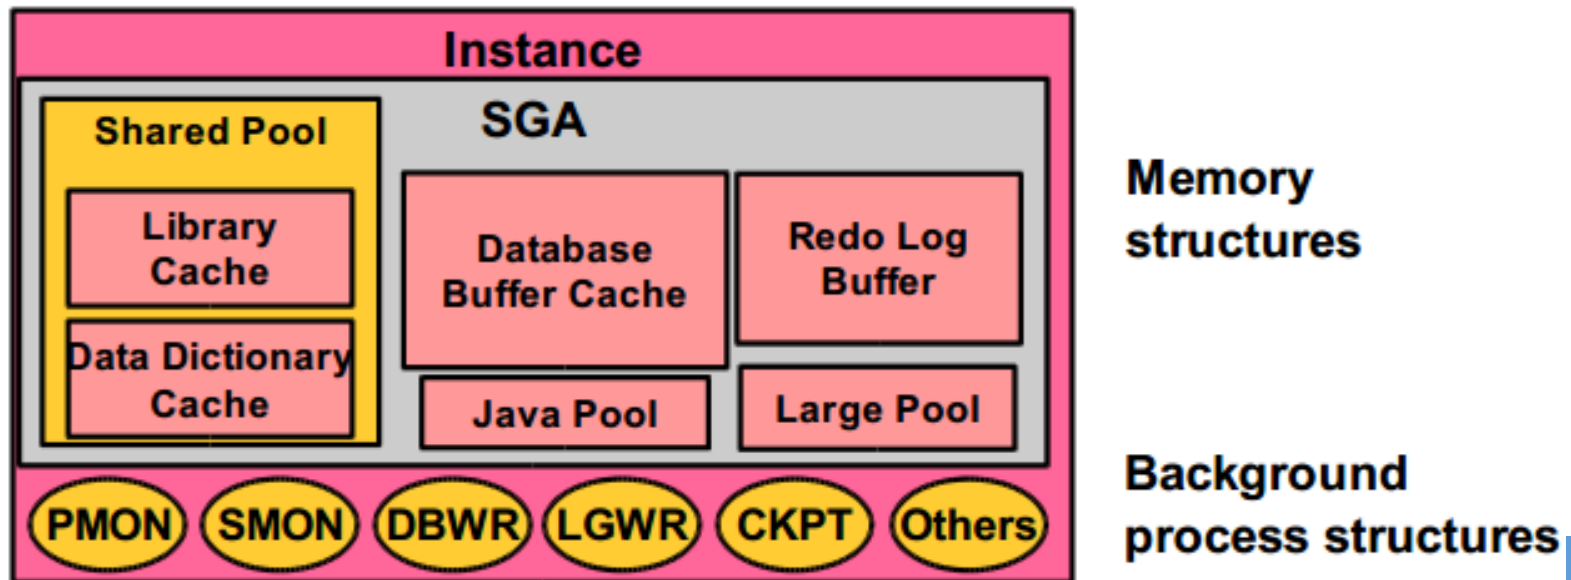 Instance
SGA
Shared Pool
Library
Cache
Data Dictionary
Cache
Database
Buffer Cache
Redo Log
Buffer
Java Pool
Large Pool
Memory
structures
PMON
SMON
DBWR
LGWR
CKPT
Others
Background
process structures